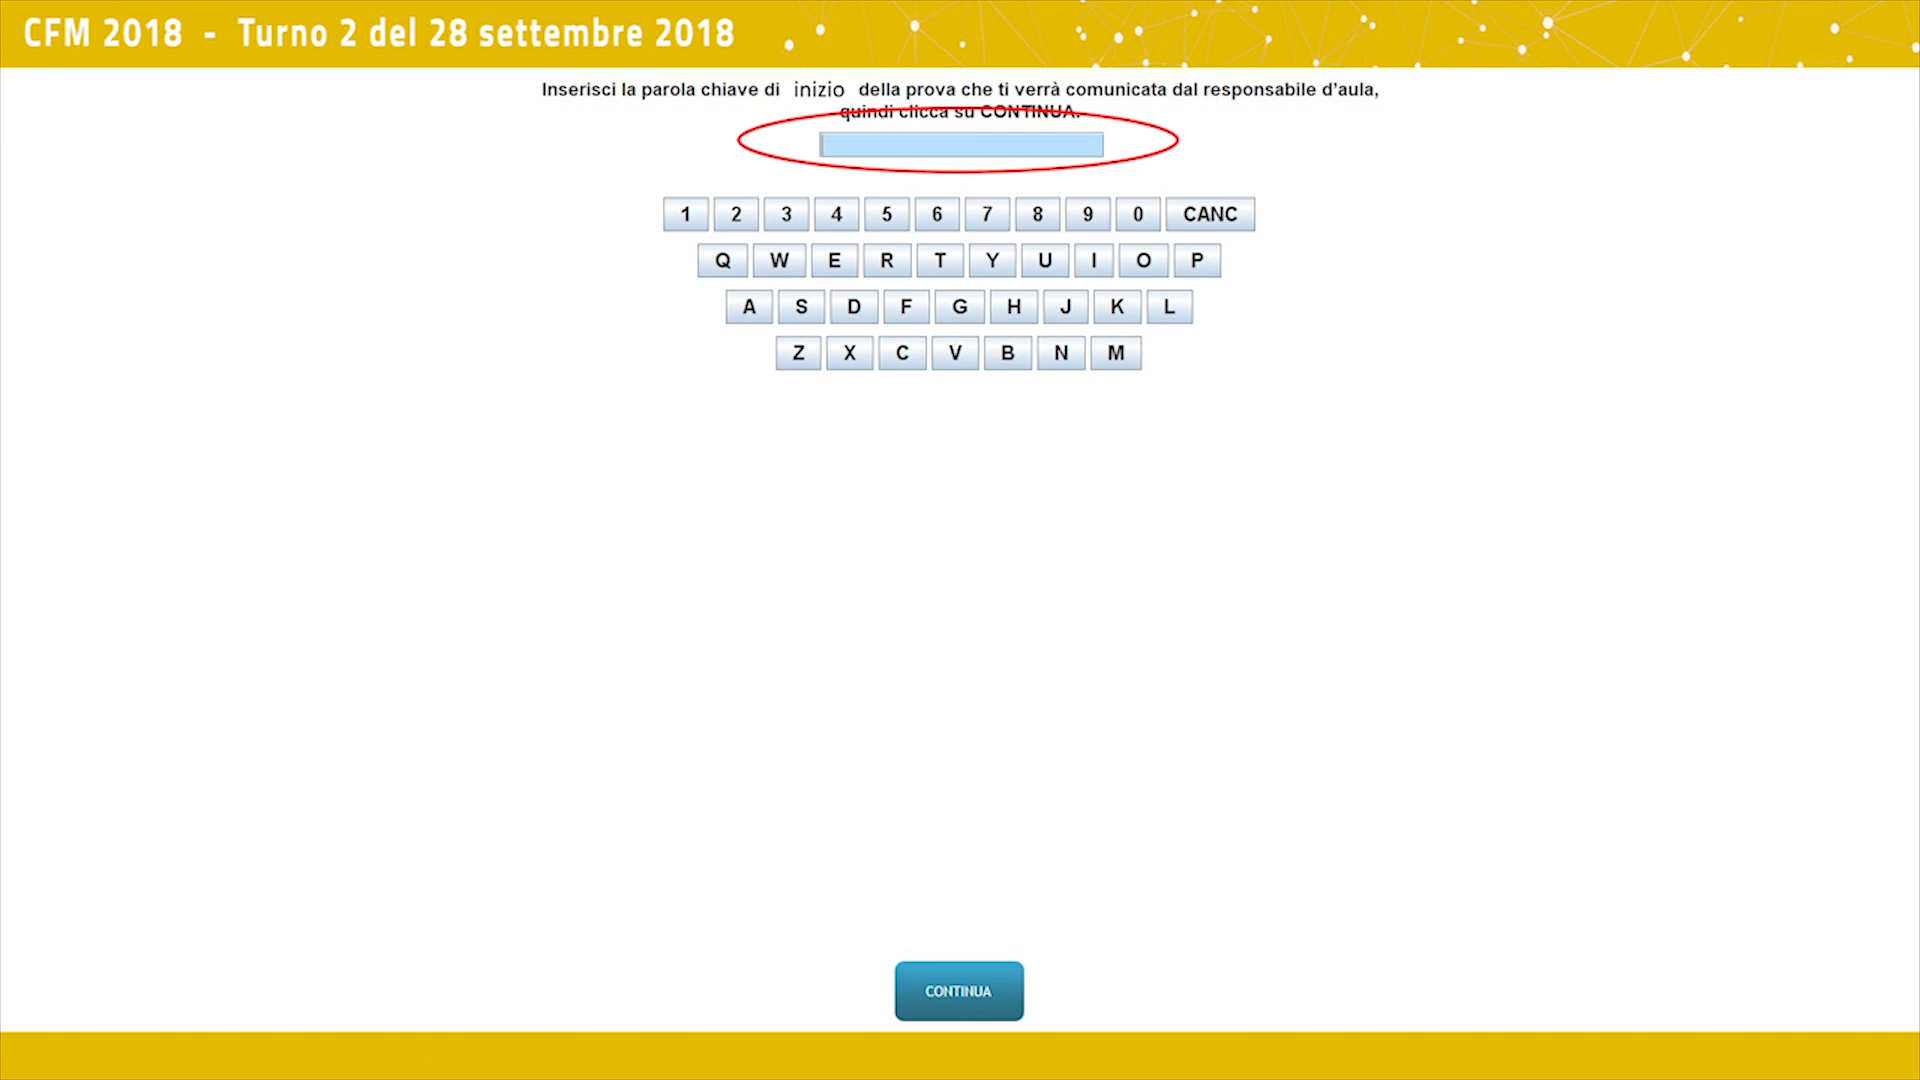 CFM 2018 - Turno 2 del 28 settembre 2018
Inserisci la parola chiave di inizio della prova che ti verrà comunicata dal responsabile d'aula,
quindi clicca su CONTINUA.
1 2 3 4 5 6 7 8 9 0 CANC
Q W E R T Y U I O P
A S D F G H J K L
Z X C V B N M
CONTINUA